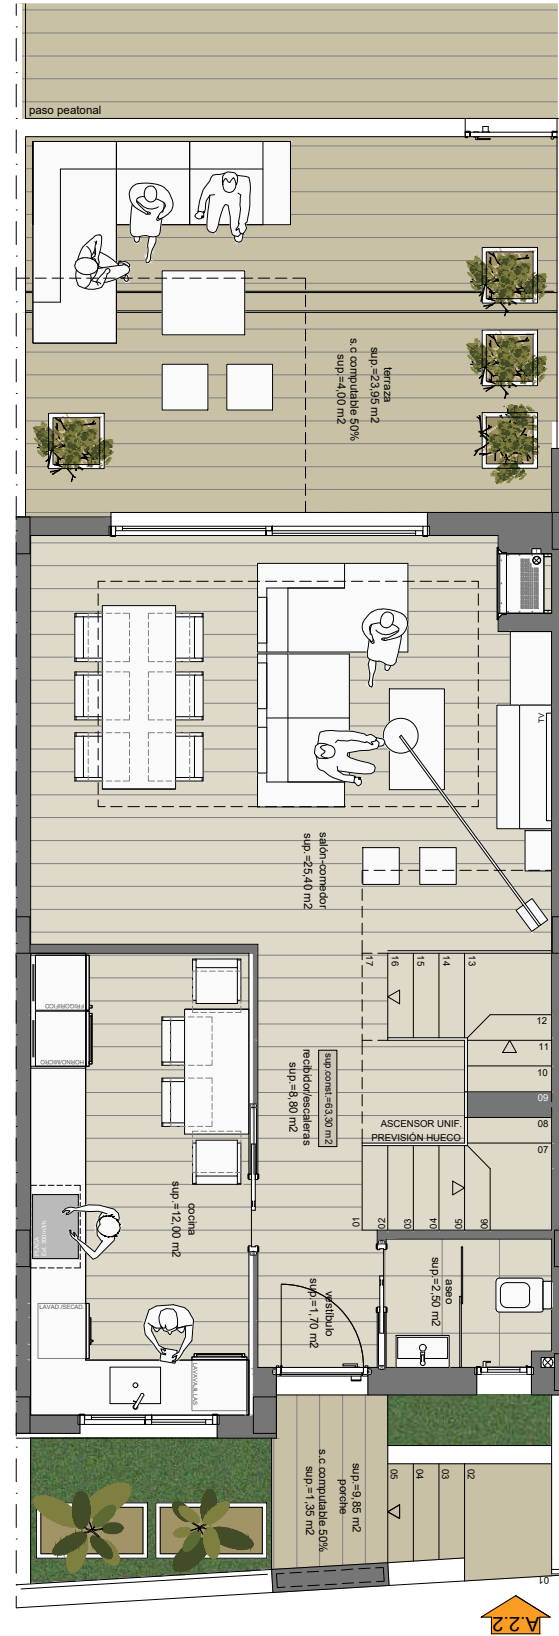 paso peatonal
terraza
sup.=23,95 m2
s.c computable 50%
sup.=4,00 m2
TV
salón-comedor
sup.=25,40 m2
17
16
15
14
13
12
11
10
09
08
07
06
05
04
03
02
01
FRIGORIFICO
HORNO/MICRO
sup.const.=63,30 m2
recibidor/escaleras
sup.=8,80 m2
ASCENSOR UNIF.
PREVISIÓN HUECO
cocina
sup.=12,00 m2
PLACA
aseo
sup.=2,50 m2
vestíbulo
sup.=1,70 m2
LAVAD./SECAD.
LAVAVAJILLAS
sup.=9,85 m2
porche
s.c computable 50%
sup.=1,35 m2
05
04
03
02
01
A.2.2